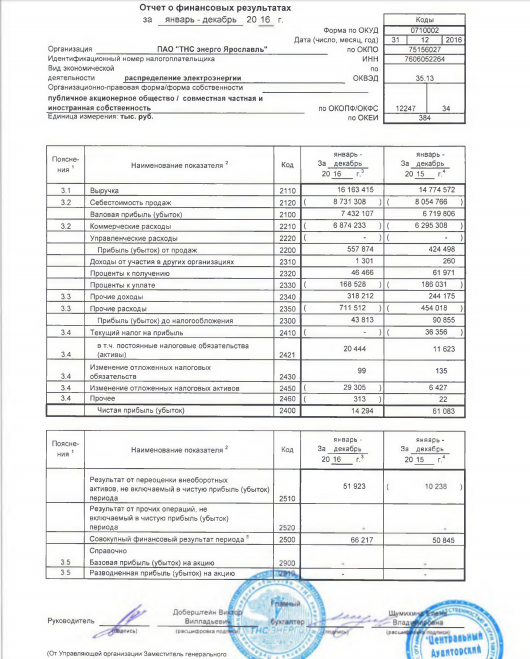 Отчет о финансовых результатах
за январь - декабрь 20 16 г.
Коды
Форма по ОКУД 0710002
Дата (число, месяц, год) 31 12 2016
Организация ПАО "ТНС энерго Ярославль" по ОКПО 75156027
Идентификационный номер налогоплательщика ИНН 7606052264
Вид экономической по
деятельности распределение электроэнергии ОКВЭД 35.13
Организационно-правовая форма/форма собственности
публичное акционерное общество / совместная частная и
иностранная собственность по ОКОПФ/ОКФС 12247 34
Единица измерения: тыс. руб. по ОКЕИ 384
Поясне-
ния 1 Наименование показателя 2 Код январь -
За декабрь
20 16 г.3 январь -
За декабрь
20 15 г.4
3.1 Выручка 2110 16 163 415 14 774 572
3.2 Себестоимость продаж 2120 ( 8 731 308 ) ( 8 054 766 )
Валовая прибыль (убыток) 2100 7 432 107 6 719 806
3.2 Коммерческие расходы 2210 ( 6 874 233 ) ( 6 295 308 )
Управленческие расходы 2220 ( - ) ( - )
Прибыль (убыток) от продаж 2200 557 874 424 498
Доходы от участия в других организациях 2310 1 301 260
Проценты к получению 2320 46 466 61 971
Проценты к уплате 2330 ( 168 528 ) ( 186 031 )
3.3 Прочие доходы 2340 318 212 244 175
3.3 Прочие расходы 2350 ( 711 512 ) ( 454 018 )
Прибыль (убыток) до налогообложения 2300 43 813 90 855
3.4 Текущий налог на прибыль 2410 ( - ) ( 36 356 )
в т.ч. постоянные налоговые обязательства
3.4 (активы) 2421 20 444 11 623
Изменение отложенных налоговых
3.4 обязательств 2430 99 135
3.4 Изменение отложенных налоговых активов 2450 ( 29 305 ) 6 427
3.4 Прочее 2460 ( 313 ) 22
Чистая прибыль (убыток) 2400 14 294 61 083
Поясне-
ния 1 Наименование показателя 2 Код январь -
За декабрь
20 16 г.3 январь -
За декабрь
20 15 г.4
Результат от переоценки внеоборотных
активов, не включаемый в чистую прибыль (убыток)
периода 2510 51 923 ( 10 238 )
Результат от прочих операций, не
включаемый в чистую прибыль (убыток)
периода 2520 - -
Совокупный финансовый результат периода 2500 66 217 50 845
Справочно
3.5 Базовая прибыль (убыток) на акцию 2900 - -
3.5 Разводненная прибыль (убыток) на акцию - -
Руководитель (подпись) Доберштейн Виктор
Вилладьевич
(расшифровка подписи)
Главный
бухгалтер (подпись) Шумихина Елена
Владимировна
(расшифровка подписи)
ТНС ЭНЕРГО
"Центральный
Аудиторский
(От Управляющей организации Заместитель генерального